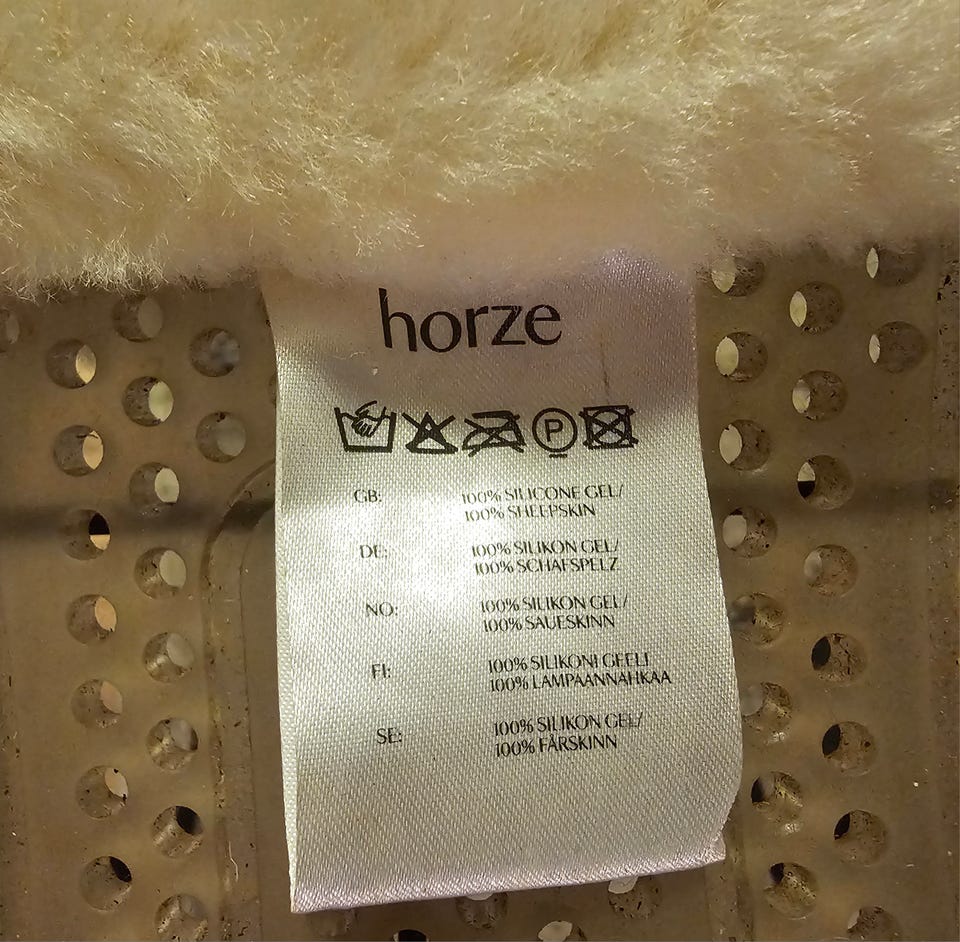 horze
P
GB: 100% SILICONE GEL/
100% SHEEPSKIN
DE: 100% SILIKON GEL/
100% SCHAFSPELZ
NO: 100% SILIKON GEL/
100% SAUESKINN
FI: 100% SILIKONI GEELI
100% LAMPAANNAHKAA
SE: 100% SILIKON GEL/
100% FÅRSKINN